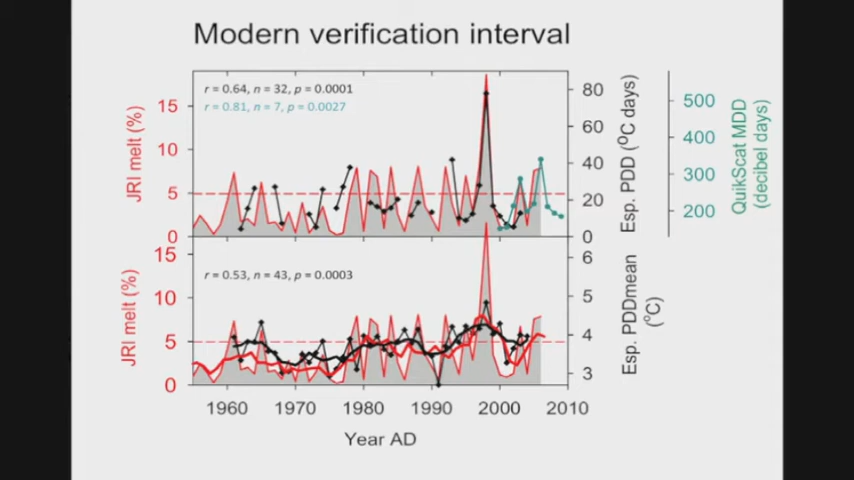 Modern verification interval
r = 0.64, n = 32, p = 0.0001
r = 0.81, n = 7, p = 0.0027
JRI melt (%)
15
10
5
0
80
60
40
20
0
Esp. PDD (°C days)
500
400
300
200
QuikScat MDD
(decibel days)
r = 0.53, n = 43, p = 0.0003
JRI melt (%)
15
10
5
0
6
5
4
3
Esp. PDDmean
(°C)
1960 1970 1980 1990 2000 2010
Year AD